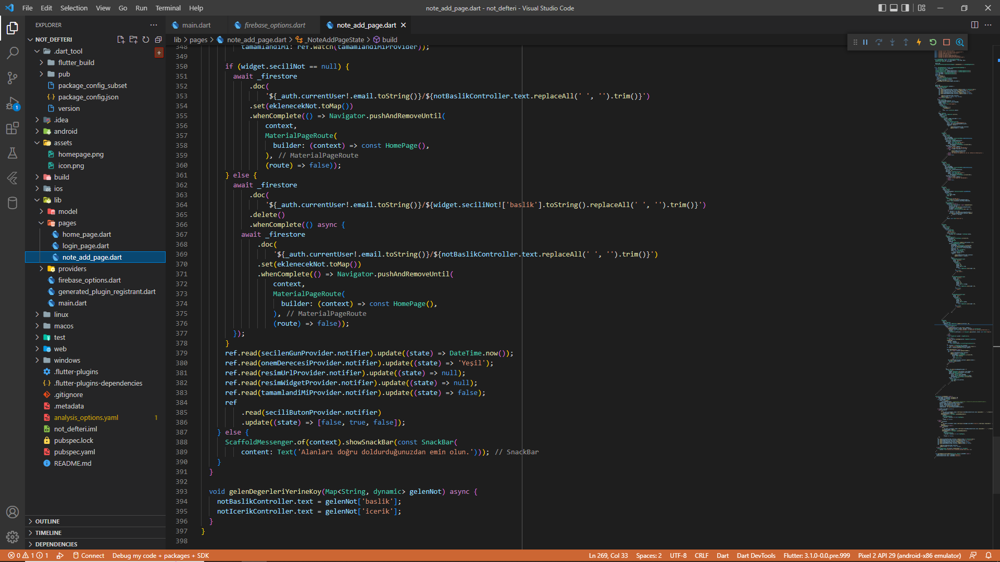 File Edit Selection View Go Run Terminal Help
note_add_page.dart - not_defteri - Visual Studio Code
EXPLORER
NOT_DEFTERI
.dart_tool
flutter_build
pub
package_config_subset
package_config.json
version
.idea
android
assets
homepage.png
icon.png
build
ios
lib
model
pages
home_page.dart
login_page.dart
note_add_page.dart
providers
firebase_options.dart
generated_plugin_registrant.dart
main.dart
linux
macos
test
web
windows
.flutter-plugins
.flutter-plugins-dependencies
.gitignore
.metadata
analysis_options.yaml 1
not_defteri.iml
pubspec.lock
pubspec.yaml
README.md
OUTLINE
TIMELINE
DEPENDENCIES
main.dart firebase_options.dart note_add_page.dart
lib > pages > note_add_page.dart > _NoteAddPageState > build
348 tamamlandiMi: ref.watch(tamamlandiMiProvider));
349
350 if (widget.seciliNot == null) {
351 await _firestore
352 .doc(
353 '${_auth.currentUser!.email.toString()}/${notBaslikController.text.replaceAll(' ', '').trim()}')
354 .set(eklenecekNot.toMap())
355 .whenComplete(() => Navigator.pushAndRemoveUntil(
356 context,
357 MaterialPageRoute(
358 builder: (context) => const HomePage(),
359 ), // MaterialPageRoute
360 (route) => false));
361 } else {
362 await _firestore
363 .doc(
364 '${_auth.currentUser!.email.toString()}/${widget.seciliNot!['baslik'].toString().replaceAll(' ', '').trim()}')
365 .delete()
366 .whenComplete(() async {
367 await _firestore
368 .doc(
369 '${_auth.currentUser!.email.toString()}/${notBaslikController.text.replaceAll(' ', '').trim()}')
370 .set(eklenecekNot.toMap())
371 .whenComplete(() => Navigator.pushAndRemoveUntil(
372 context,
373 MaterialPageRoute(
374 builder: (context) => const HomePage(),
375 ), // MaterialPageRoute
376 (route) => false));
377 });
378 }
379 ref.read(secilenGunProvider.notifier).update((state) => DateTime.now());
380 ref.read(onemDerecesiProvider.notifier).update((state) => 'Yeşil');
381 ref.read(resimUrlProvider.notifier).update((state) => null);
382 ref.read(resimWidgetProvider.notifier).update((state) => null);
383 ref.read(tamamlandiMiProvider.notifier).update((state) => false);
384 ref
385 .read(seciliButonProvider.notifier)
386 .update((state) => [false, true, false]);
387 } else {
388 ScaffoldMessenger.of(context).showSnackBar(const SnackBar(
389 content: Text('Alanları doğru doldurduğunuzdan emin olun.'))); // SnackBar
390 }
391 }
392
393 void gelenDegerleriYerineKoy(Map<String, dynamic> gelenNot) async {
394 notBaslikController.text = gelenNot['baslik'];
395 notIcerikController.text = gelenNot['icerik'];
396 }
397 }
398
1
0 1 1 Connect Debug my code + packages + SDK Ln 269, Col 33 Spaces: 2 UTF-8 CRLF Dart Dart DevTools Flutter: 3.1.0-0.0.pre.999 Pixel 2 API 29 (android-x86 emulator)